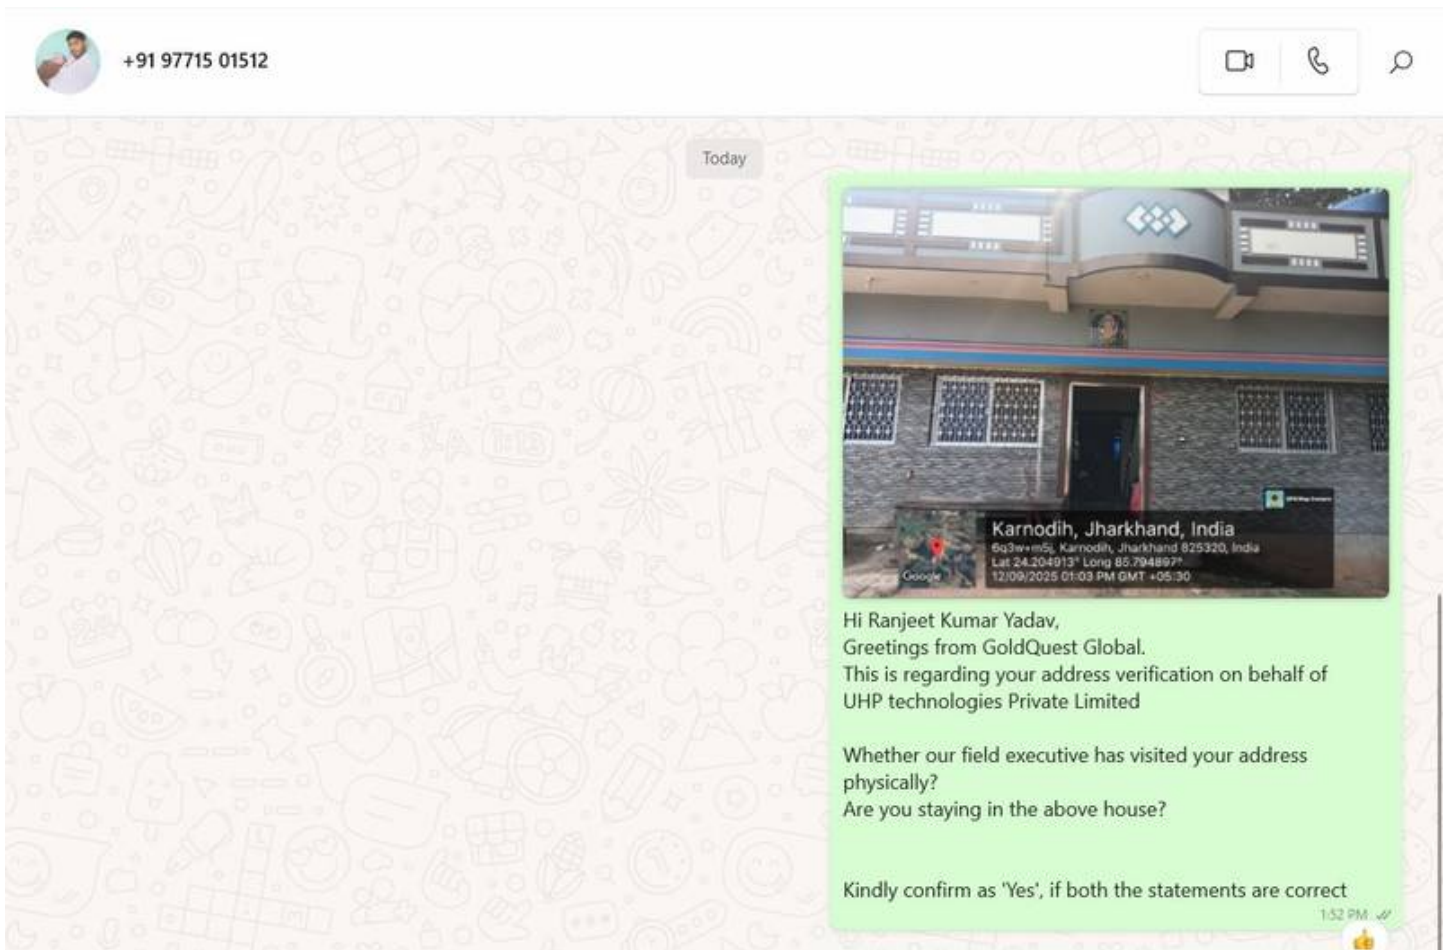 +91 97715 01512
Today
Karnodih, Jharkhand, India
6q3w+m5j, Karnodih, Jharkhand 825320, India
Lat 24.204913° Long 85.794897°
12/09/2025 01:03 PM GMT +05:30
Google
Hi Ranjeet Kumar Yadav,
Greetings from GoldQuest Global.
This is regarding your address verification on behalf of
UHP technologies Private Limited
Whether our field executive has visited your address
physically?
Are you staying in the above house?
Kindly confirm as 'Yes', if both the statements are correct
1:52 PM